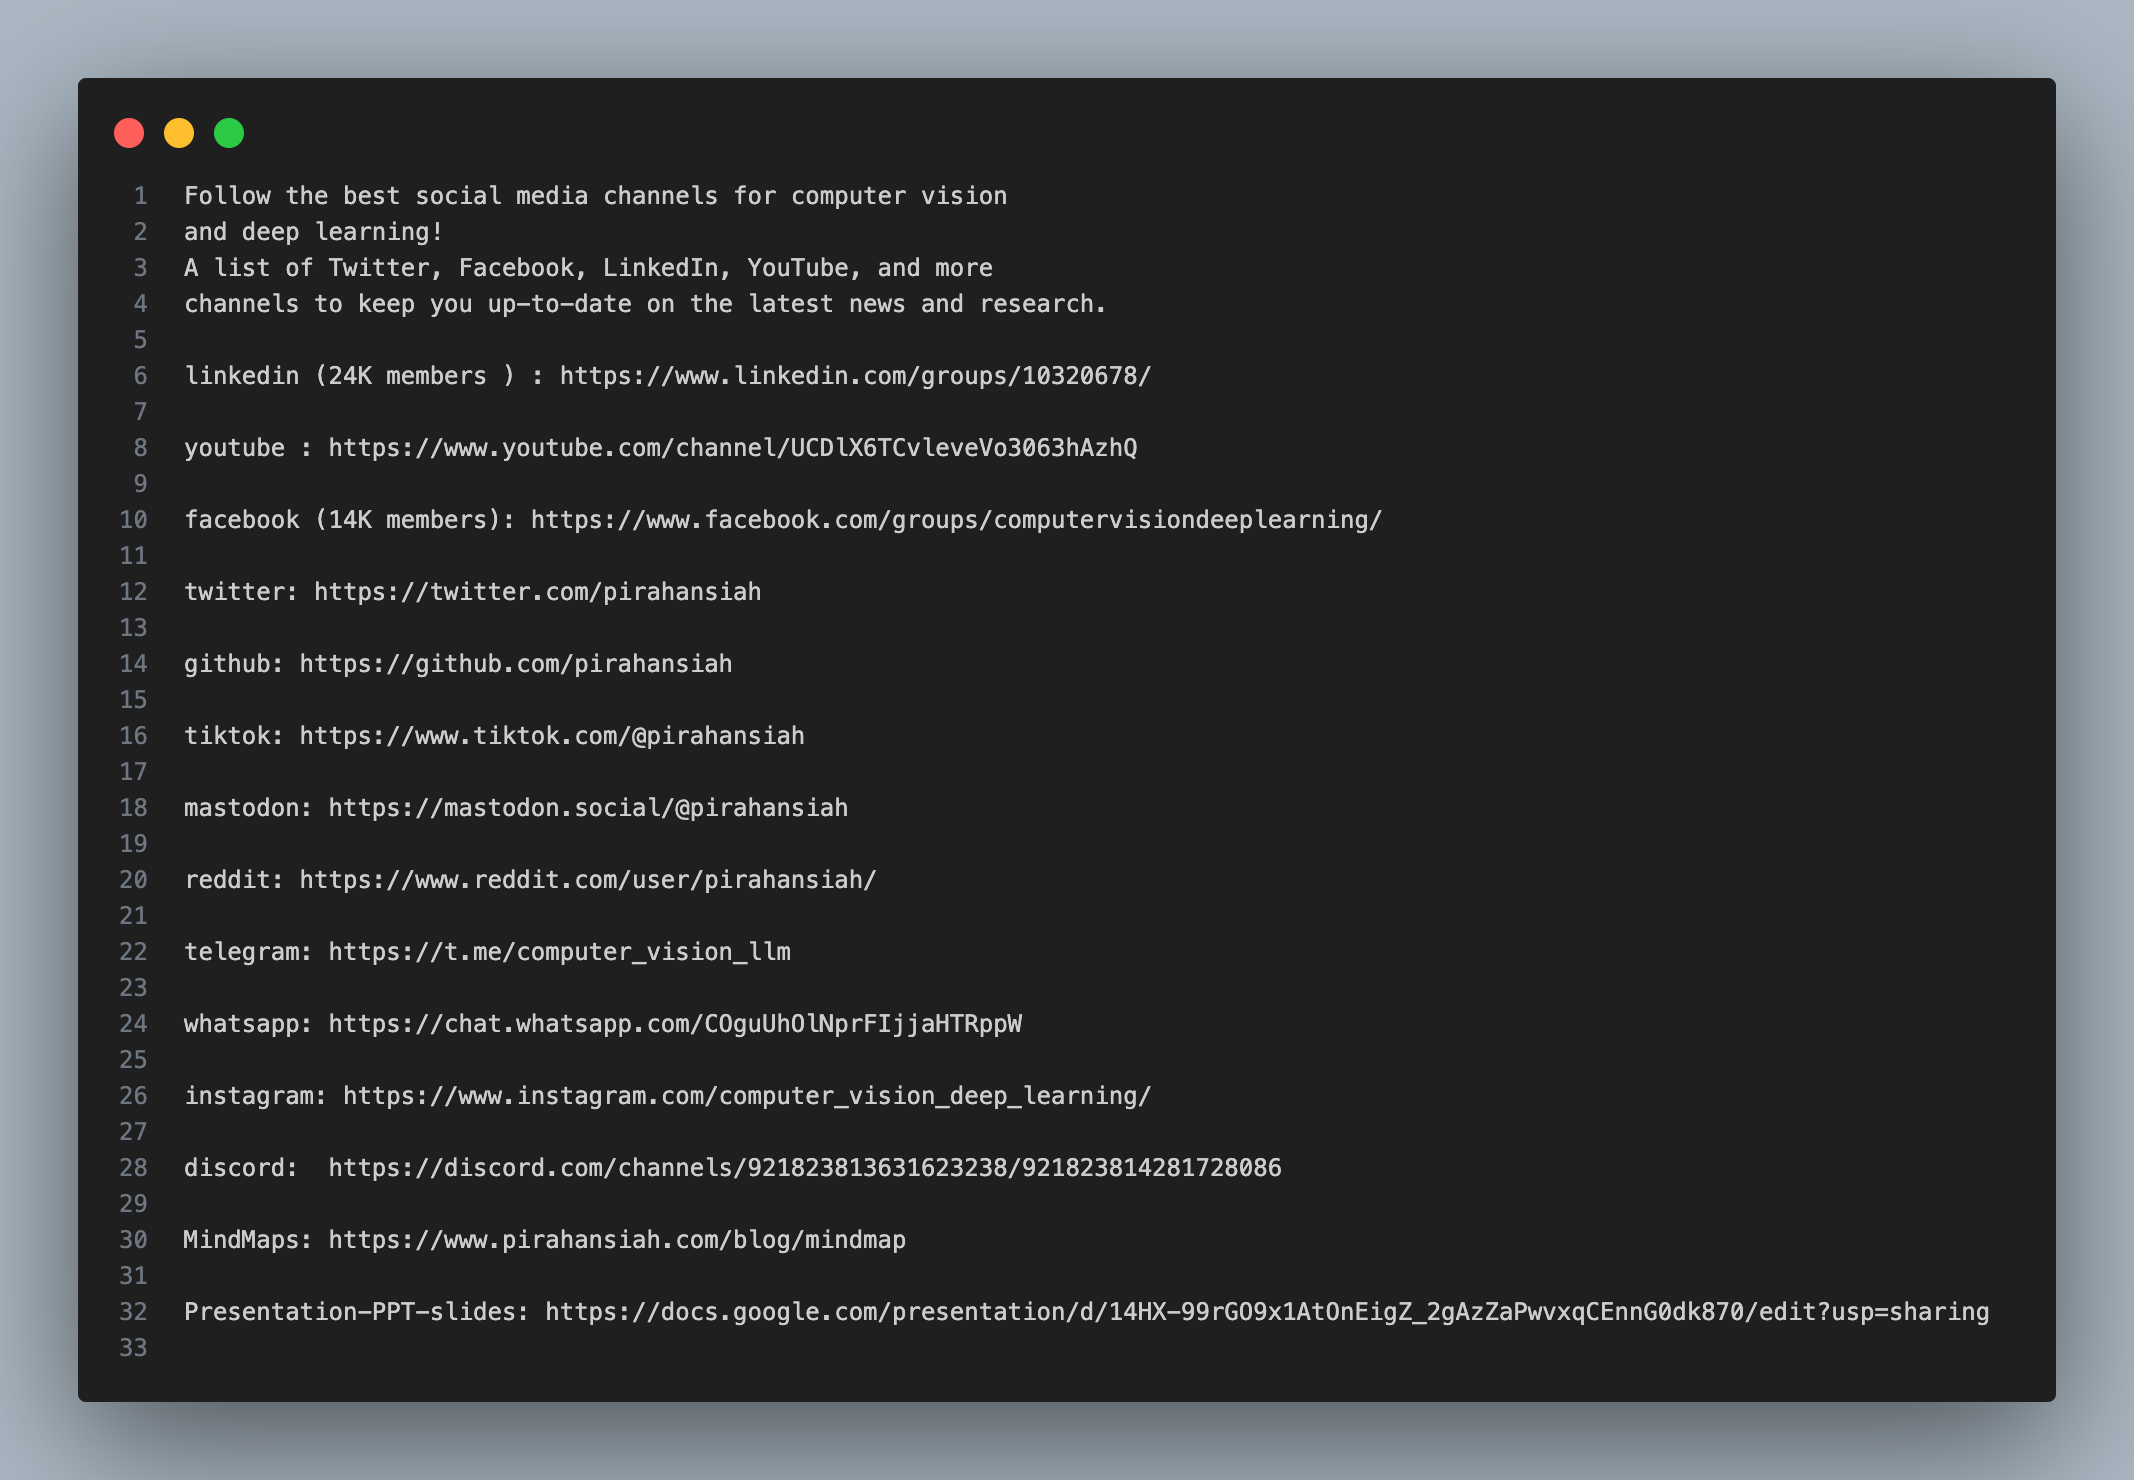 1 Follow the best social media channels for computer vision
2 and deep learning!
3 A list of Twitter, Facebook, LinkedIn, YouTube, and more
4 channels to keep you up-to-date on the latest news and research.
5
6 linkedin (24K members ) : https://www.linkedin.com/groups/10320678/
7
8 youtube : https://www.youtube.com/channel/UCDlX6TCvleveVo3063hAzhQ
9
10 facebook (14K members): https://www.facebook.com/groups/computervisiondeeplearning/
11
12 twitter: https://twitter.com/pirahansiah
13
14 github: https://github.com/pirahansiah
15
16 tiktok: https://www.tiktok.com/@pirahansiah
17
18 mastodon: https://mastodon.social/@pirahansiah
19
20 reddit: https://www.reddit.com/user/pirahansiah/
21
22 telegram: https://t.me/computer_vision_llm
23
24 whatsapp: https://chat.whatsapp.com/COguUhOlNprFIjjaHTRppW
25
26 instagram: https://www.instagram.com/computer_vision_deep_learning/
27
28 discord:  https://discord.com/channels/921823813631623238/921823814281728086
29
30 MindMaps: https://www.pirahansiah.com/blog/mindmap
31
32 Presentation-PPT-slides: https://docs.google.com/presentation/d/14HX-99rGO9x1AtOnEigZ_2gAzZaPwvxqCEnnG0dk870/edit?usp=sharing
33